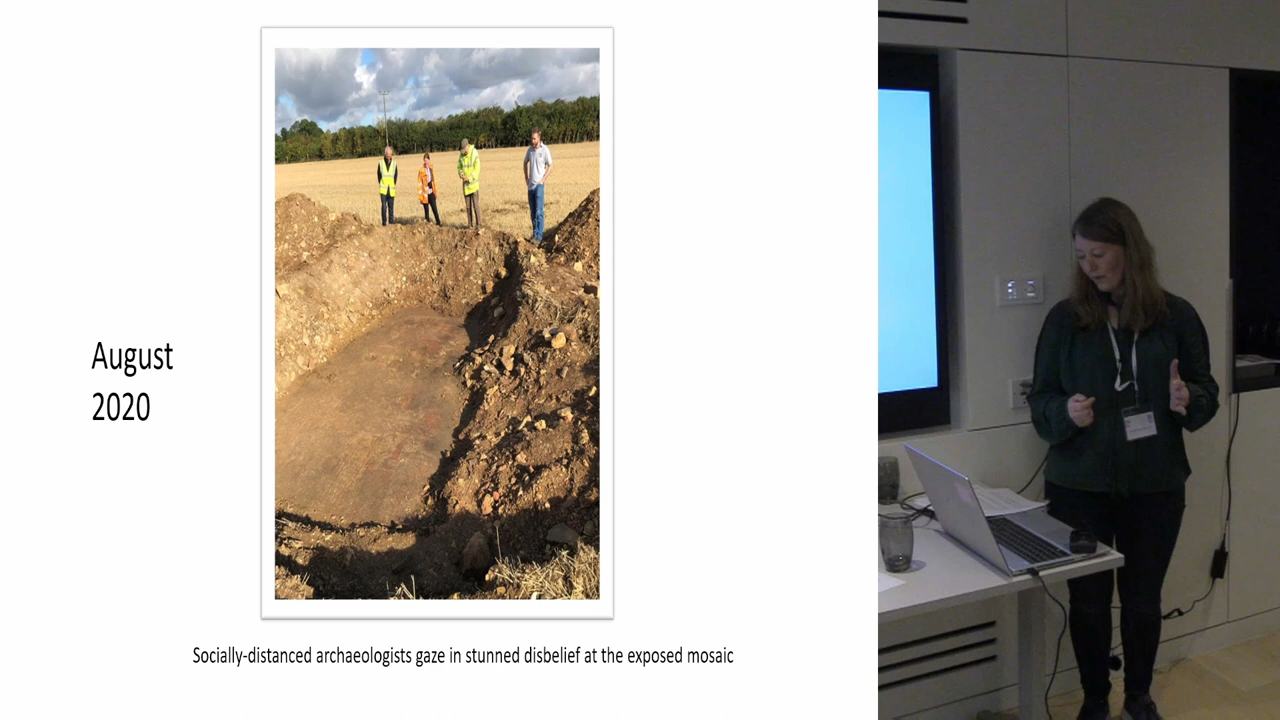 August
2020
Socially-distanced archaeologists gaze in stunned disbelief at the exposed mosaic